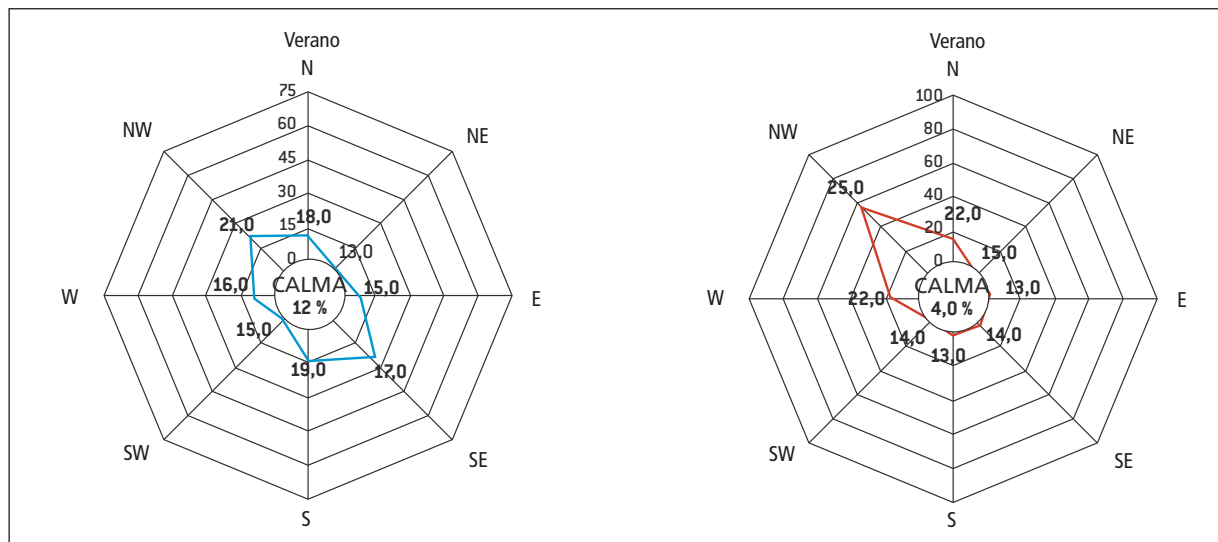 Verano
N
75
60
45
30
15
0
NW
NE
21,0
18,0
13,0
W
16,0
CALMA
12 %
15,0
E
15,0
19,0
17,0
SW
SE
S
Verano
N
100
80
60
40
20
0
NW
NE
25,0
22,0
15,0
W
22,0
CALMA
4,0 %
13,0
E
14,0
13,0
14,0
SW
SE
S